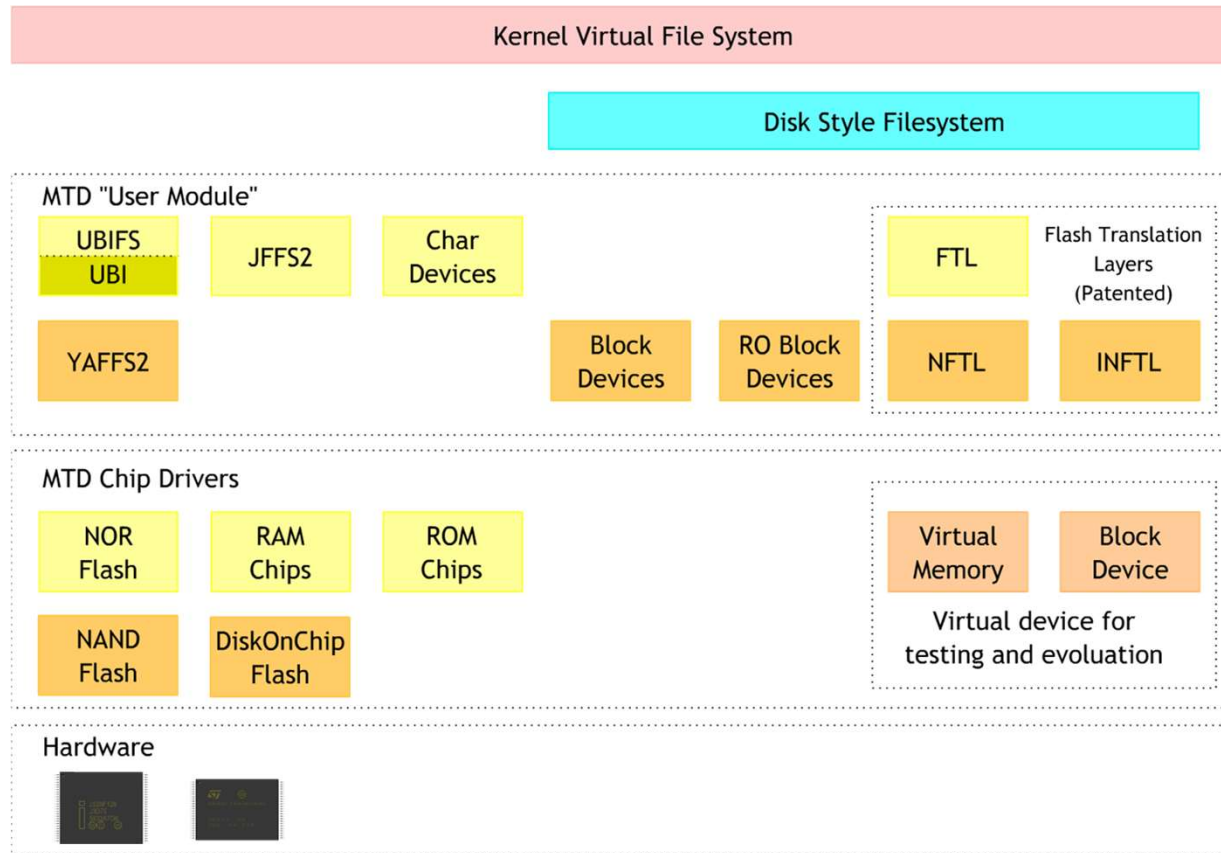 Kernel Virtual File System
Disk Style Filesystem
MTD "User Module"
UBIFS
UBI
JFFS2
Char
Devices
FTL
Flash Translation
Layers
(Patented)
YAFFS2
Block
Devices
RO Block
Devices
NFTL
INFTL
MTD Chip Drivers
NOR
Flash
RAM
Chips
ROM
Chips
Virtual
Memory
Block
Device
NAND
Flash
DiskOnChip
Flash
Virtual device for
testing and evoluation
Hardware